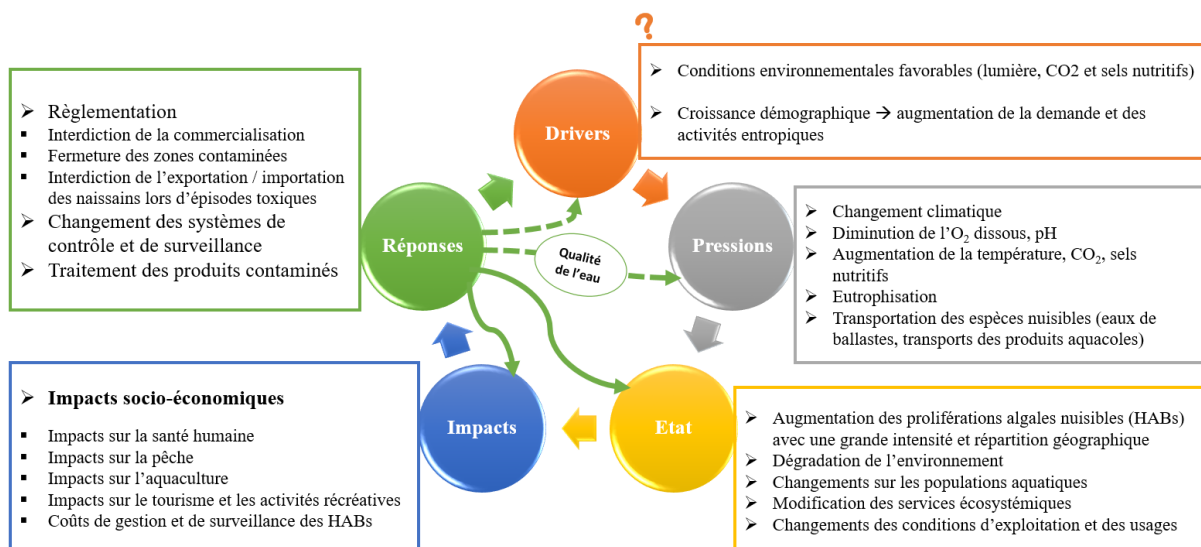 ?
➢ Conditions environnementales favorables (lumière, CO2 et sels nutritifs)
➢ Croissance démographique → augmentation de la demande et des
activités entropiques
Drivers
➢ Règlementation
▪ Interdiction de la commercialisation
▪ Fermeture des zones contaminées
▪ Interdiction de l'exportation / importation
des naissains lors d'épisodes toxiques
➢ Changement des systèmes de
contrôle et de surveillance
➢ Traitement des produits contaminés
Réponses
Qualité
de l'eau
Pressions
➢ Changement climatique
➢ Diminution de l'O₂ dissous, pH
➢ Augmentation de la température, CO₂, sels
nutritifs
➢ Eutrophisation
➢ Transportation des espèces nuisibles (eaux de
ballastes, transports des produits aquacoles)
➢ Impacts socio-économiques
▪ Impacts sur la santé humaine
▪ Impacts sur la pêche
▪ Impacts sur l'aquaculture
▪ Impacts sur le tourisme et les activités récréatives
▪ Coûts de gestion et de surveillance des HABs
Impacts
Etat
➢ Augmentation des proliférations algales nuisibles (HABs)
avec une grande intensité et répartition géographique
➢ Dégradation de l'environnement
➢ Changements sur les populations aquatiques
➢ Modification des services écosystémiques
➢ Changements des conditions d'exploitation et des usages